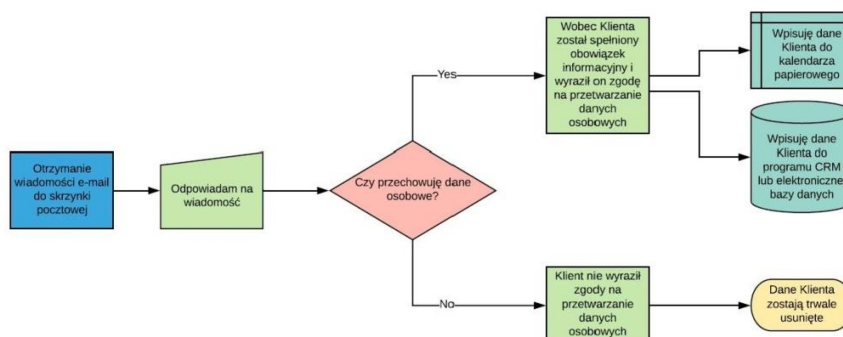 Otrzymanie
wiadomości e-mail
do skrzynki
pocztowej
Odpowiadam na
wiadomość
Czy przechowuję dane
osobowe?
Yes
Wobec Klienta
został spełniony
obowiązek
informacyjny i
wyraził on zgodę
na przetwarzanie
danych
osobowych
Wpisuję dane
Klienta do
kalendarza
papierowego
Wpisuję dane
Klienta do
programu CRM
lub elektronicznej
bazy danych
No
Klient nie wyraził
zgody na
przetwarzanie
danych
osobowych
Dane Klienta
zostają trwale
usunięte